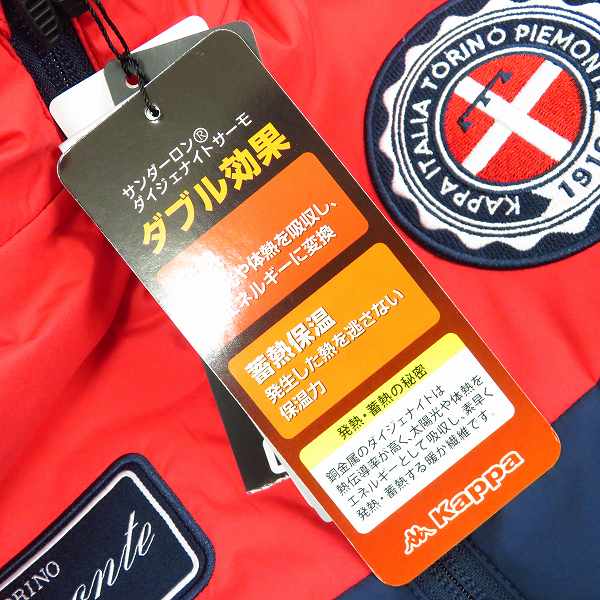 サンダーロン®
ダイジェナイトサーモ
ダブル効果
や体熱を吸収し、
エネルギーに変換
蓄熱保温
発生した熱を逃さない
保温力
発熱・蓄熱の秘密
銅金属のダイジェナイトは
熱伝導率が高く、太陽光や体熱を
エネルギーとして吸収し、素早く
発熱・蓄熱する暖か繊維です。
Kappa
KAPPA ITALIA TORINO PIEMONT
1916
ORINO